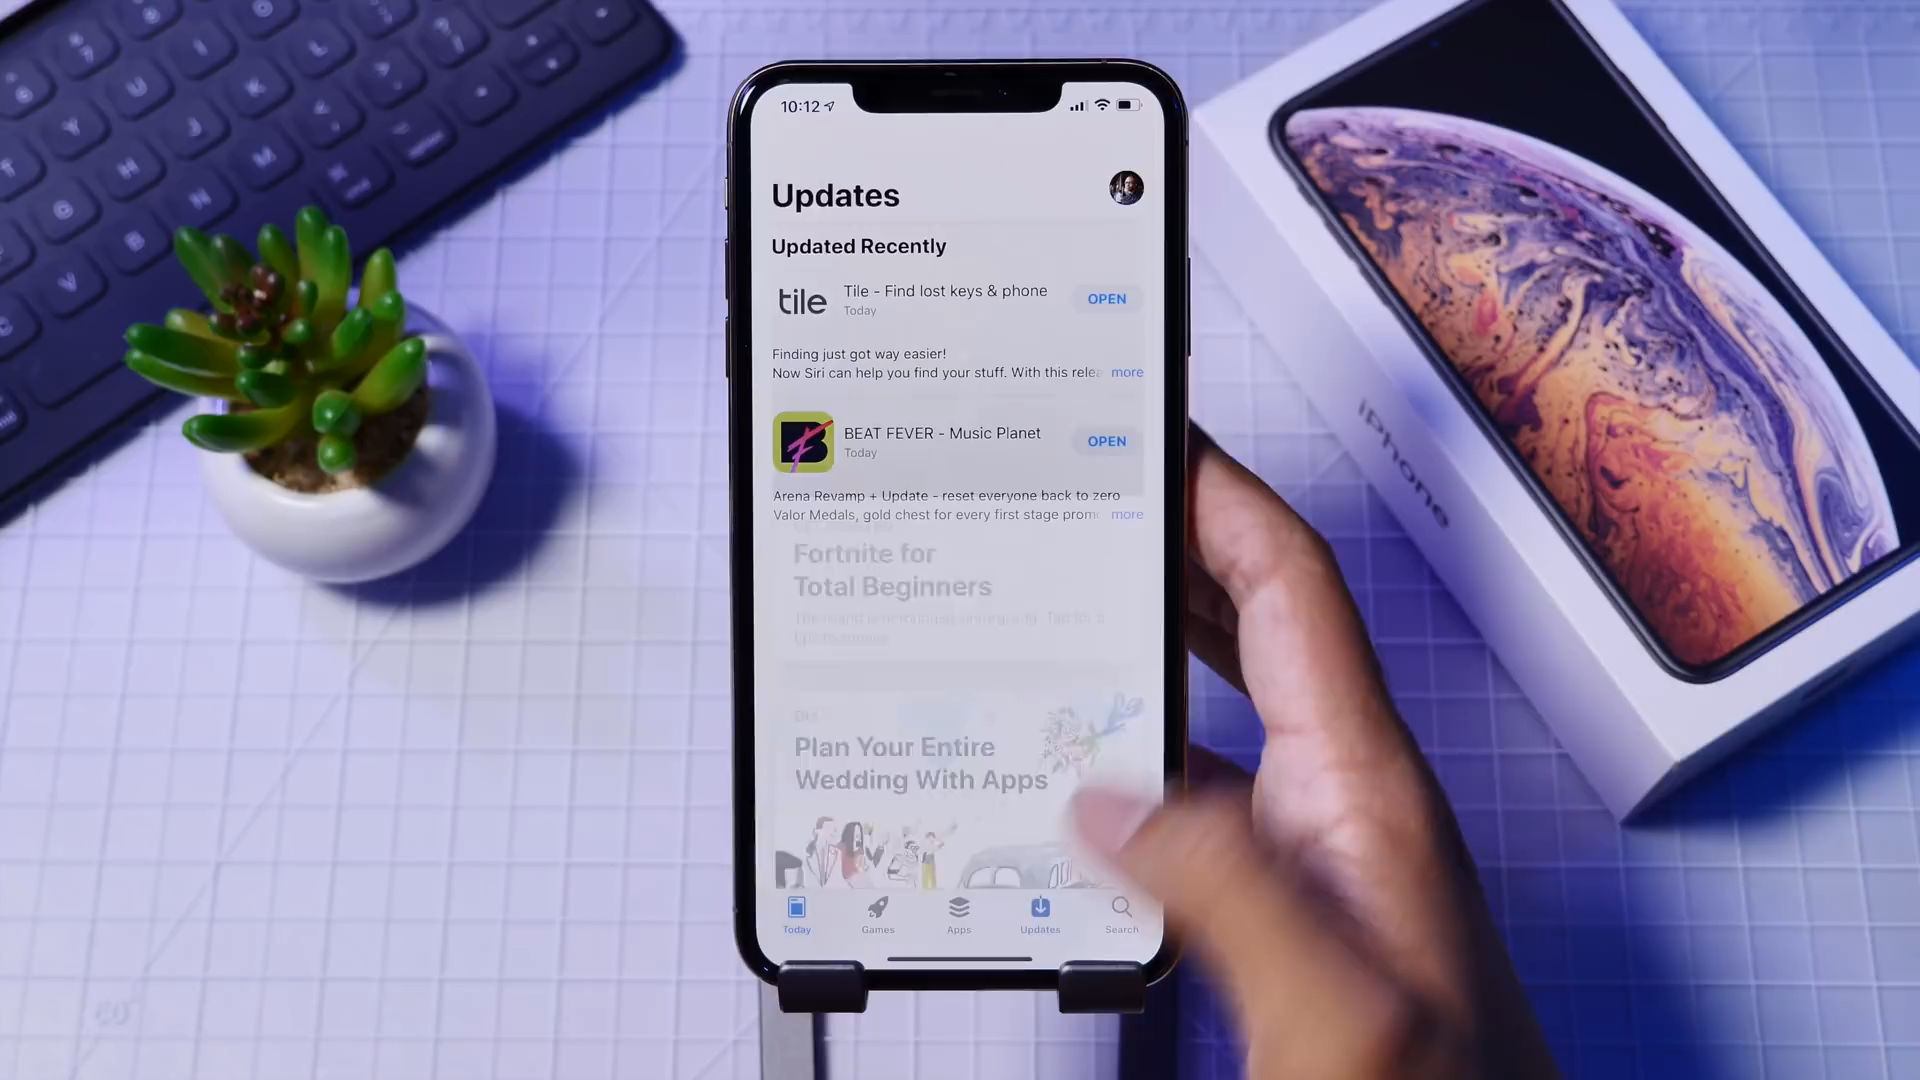 10:12
Updates
Updated Recently
tile
Tile - Find lost keys & phone
Today
OPEN
Finding just got way easier!
Now Siri can help you find your stuff. With this relea
more
B
BEAT FEVER - Music Planet
Today
OPEN
Arena Revamp + Update - reset everyone back to zero
Valor Medals, gold chest for every first stage prom
more
Fortnite for
Total Beginners
Plan Your Entire
Wedding With Apps
Today
Games
Apps
Updates
Search
iPhone
Y
U
I
H
J
K
L
V
B
N
M